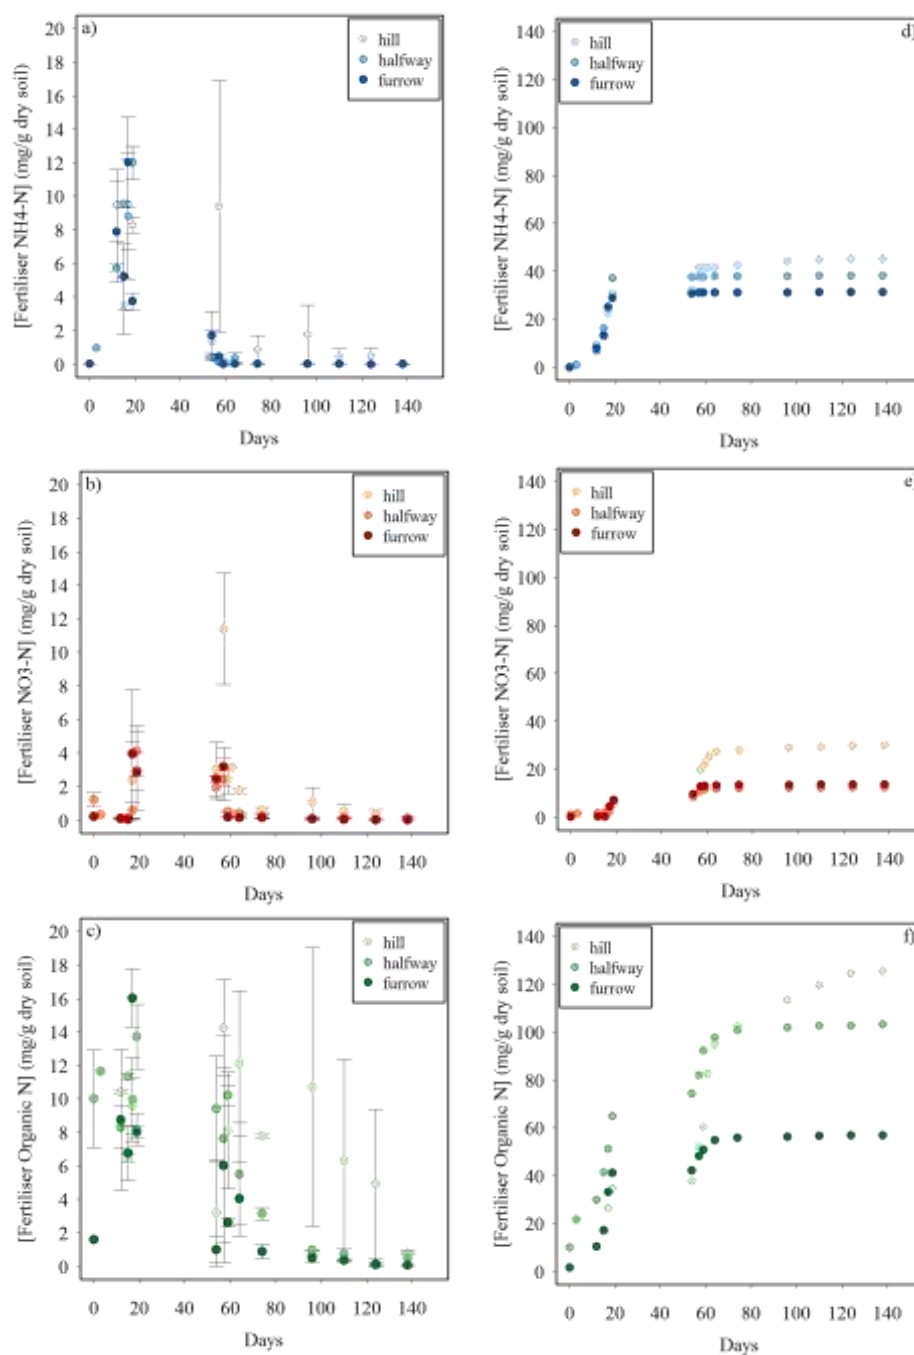 a)
hill
halfway
furrow
[Fertiliser NH4-N] (mg/g dry soil)
20
18
16
14
12
10
8
6
4
2
0
0 20 40 60 80 100 120 140
Days
d)
hill
halfway
furrow
[Fertiliser NH4-N] (mg/g dry soil)
140
120
100
80
60
40
20
0
0 20 40 60 80 100 120 140
Days
b)
hill
halfway
furrow
[Fertiliser NO3-N] (mg/g dry soil)
20
18
16
14
12
10
8
6
4
2
0
0 20 40 60 80 100 120 140
Days
e)
hill
halfway
furrow
[Fertiliser NO3-N] (mg/g dry soil)
140
120
100
80
60
40
20
0
0 20 40 60 80 100 120 140
Days
c)
hill
halfway
furrow
[Fertiliser Organic N] (mg/g dry soil)
20
18
16
14
12
10
8
6
4
2
0
0 20 40 60 80 100 120 140
Days
f)
hill
halfway
furrow
[Fertiliser Organic N] (mg/g dry soil)
140
120
100
80
60
40
20
0
0 20 40 60 80 100 120 140
Days